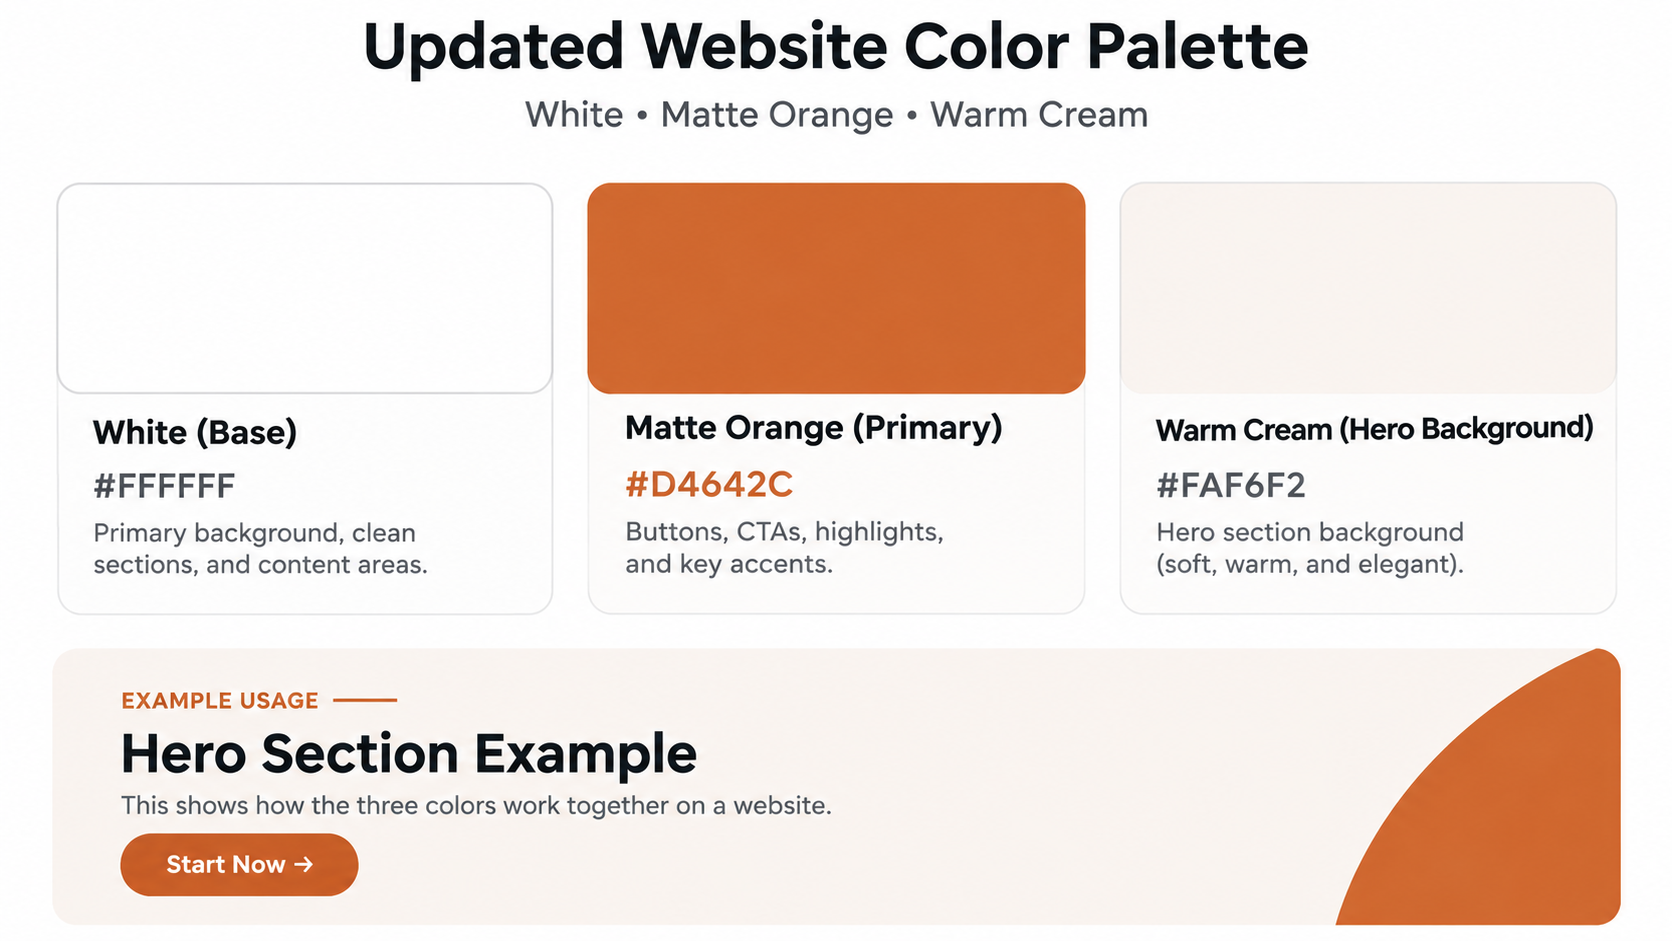 Updated Website Color Palette
White • Matte Orange • Warm Cream
White (Base)
#FFFFFF
Primary background, clean
sections, and content areas.
Matte Orange (Primary)
#D4642C
Buttons, CTAs, highlights,
and key accents.
Warm Cream (Hero Background)
#FAF6F2
Hero section background
(soft, warm, and elegant).
EXAMPLE USAGE
Hero Section Example
This shows how the three colors work together on a website.
Start Now →